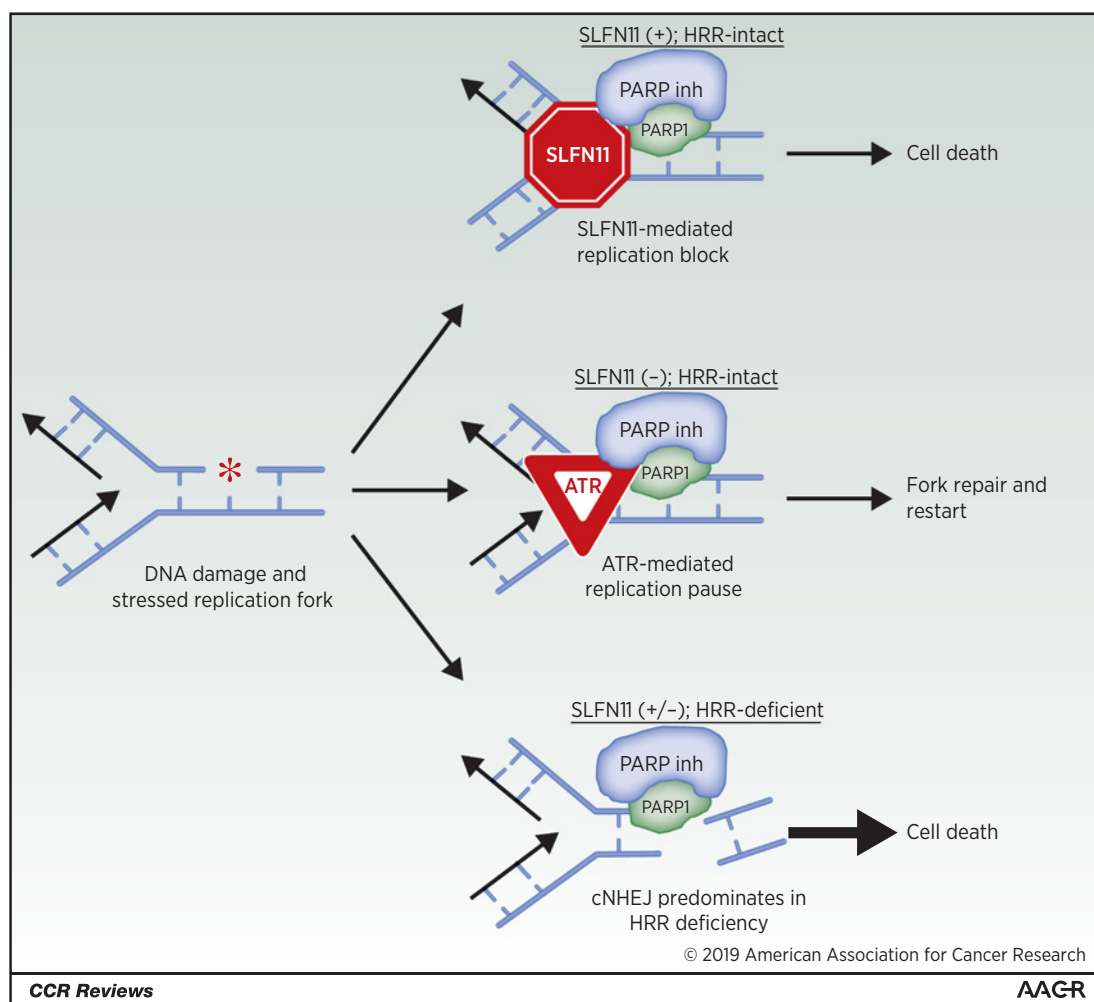 SLFN11 (+); HRR-intact
PARP inh
PARP1
SLFN11
Cell death
SLFN11-mediated
replication block
SLFN11 (–); HRR-intact
PARP inh
PARP1
ATR
Fork repair and
restart
ATR-mediated
replication pause
*
DNA damage and
stressed replication fork
SLFN11 (+/–); HRR-deficient
PARP inh
PARP1
Cell death
cNHEJ predominates in
HRR deficiency
© 2019 American Association for Cancer Research
CCR Reviews
AACR